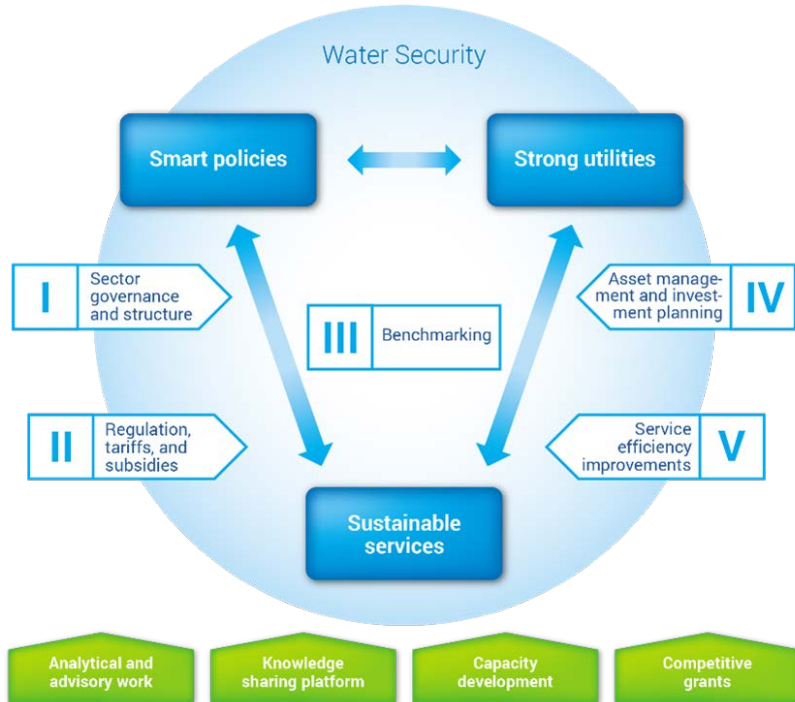 Water Security
Smart policies
Strong utilities
I
Sector
governance
and structure
Asset manage-
ment and invest-
ment planning
IV
III
Benchmarking
II
Regulation,
tariffs, and
subsidies
Service
efficiency
improvements
V
Sustainable
services
Analytical and
advisory work
Knowledge
sharing platform
Capacity
development
Competitive
grants